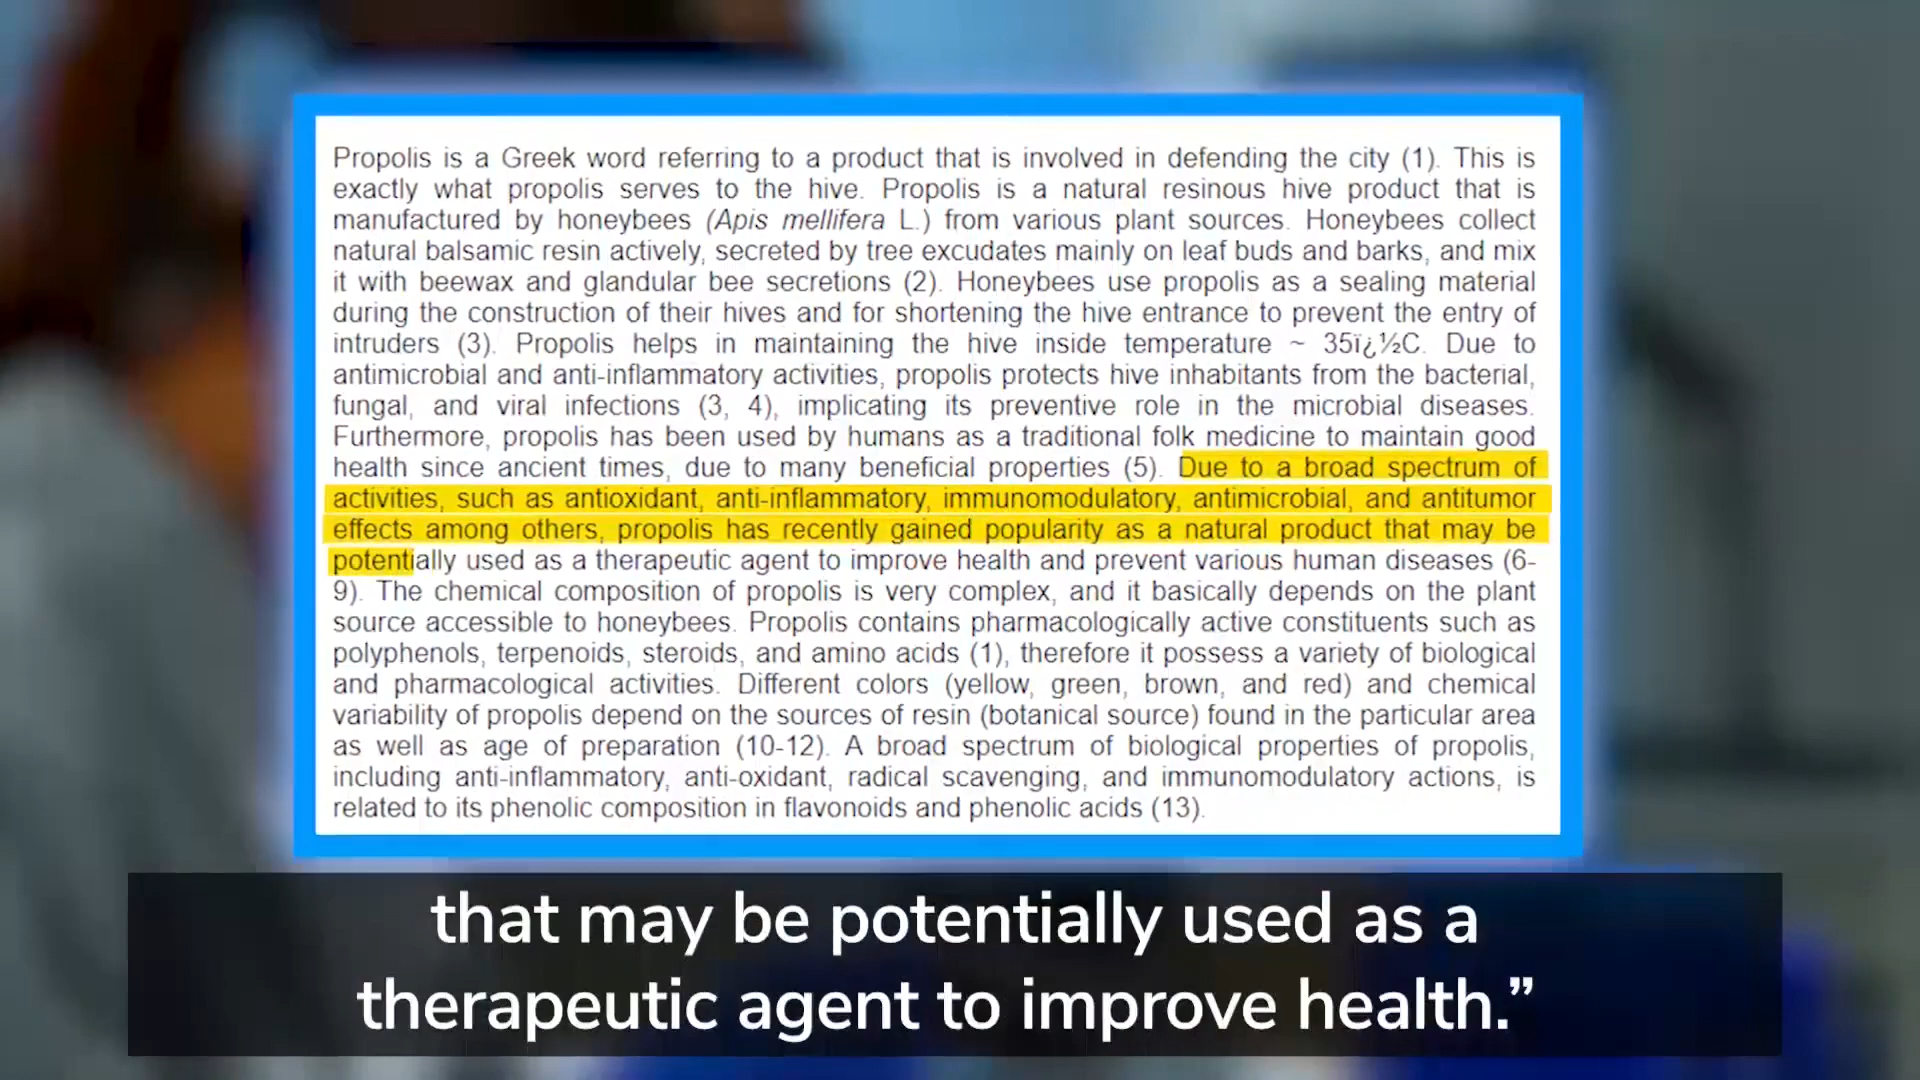 Propolis is a Greek word referring to a product that is involved in defending the city (1). This is
exactly what propolis serves to the hive. Propolis is a natural resinous hive product that is
manufactured by honeybees (Apis mellifera L.) from various plant sources. Honeybees collect
natural balsamic resin actively, secreted by tree excudates mainly on leaf buds and barks, and mix
it with beewax and glandular bee secretions (2). Honeybees use propolis as a sealing material
during the construction of their hives and for shortening the hive entrance to prevent the entry of
intruders (3). Propolis helps in maintaining the hive inside temperature ~ 35ï¿½C. Due to
antimicrobial and anti-inflammatory activities, propolis protects hive inhabitants from the bacterial,
fungal, and viral infections (3, 4), implicating its preventive role in the microbial diseases.
Furthermore, propolis has been used by humans as a traditional folk medicine to maintain good
health since ancient times, due to many beneficial properties (5). Due to a broad spectrum of
activities, such as antioxidant, anti-inflammatory, immunomodulatory, antimicrobial, and antitumor
effects among others, propolis has recently gained popularity as a natural product that may be
potentially used as a therapeutic agent to improve health and prevent various human diseases (6-
9). The chemical composition of propolis is very complex, and it basically depends on the plant
source accessible to honeybees. Propolis contains pharmacologically active constituents such as
polyphenols, terpenoids, steroids, and amino acids (1), therefore it possess a variety of biological
and pharmacological activities. Different colors (yellow, green, brown, and red) and chemical
variability of propolis depend on the sources of resin (botanical source) found in the particular area
as well as age of preparation (10-12). A broad spectrum of biological properties of propolis,
including anti-inflammatory, anti-oxidant, radical scavenging, and immunomodulatory actions, is
related to its phenolic composition in flavonoids and phenolic acids (13).
that may be potentially used as a
therapeutic agent to improve health.”